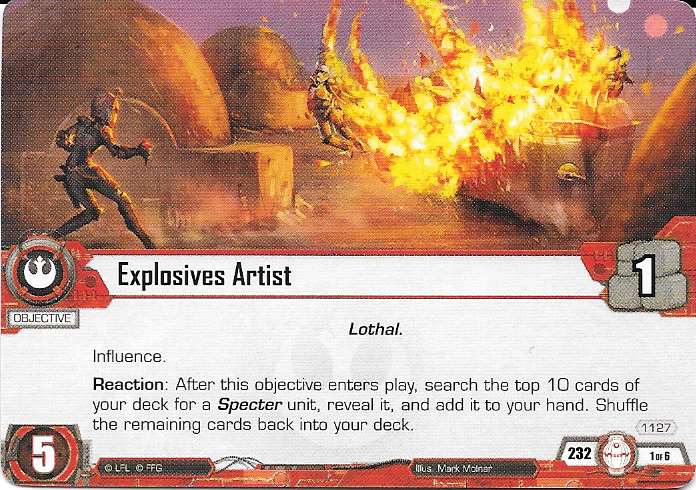 Explosives Artist
1
OBJECTIVE
Lothal.
Influence.
Reaction: After this objective enters play, search the top 10 cards of
your deck for a Specter unit, reveal it, and add it to your hand. Shuffle
the remaining cards back into your deck.
1127
5
232
1 OF 6
© LFL © FFG
Illus. Mark Molnar